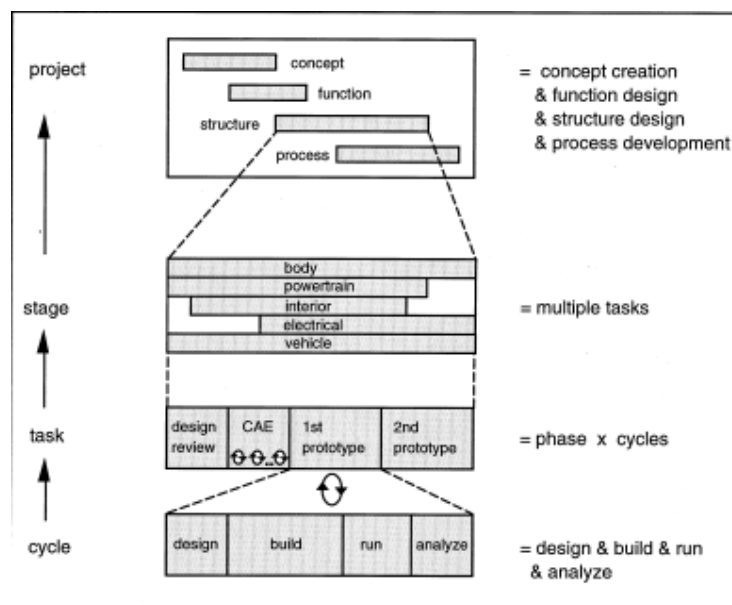 project
concept
function
structure
process
= concept creation
& function design
& structure design
& process development
stage
body
powertrain
interior
electrical
vehicle
= multiple tasks
task
design
review
CAE
1st
prototype
2nd
prototype
= phase x cycles
cycle
design
build
run
analyze
= design & build & run
& analyze